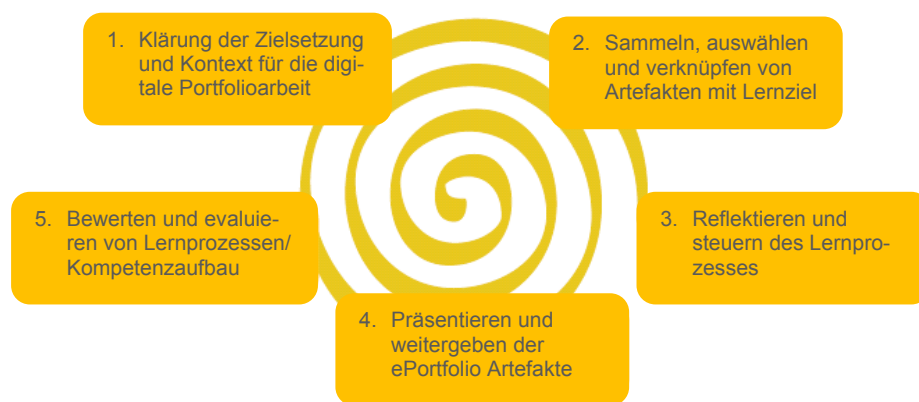 1. Klärung der Zielsetzung
und Kontext für die digi-
tale Portfolioarbeit
2. Sammeln, auswählen
und verknüpfen von
Artefakten mit Lernziel
3. Reflektieren und
steuern des Lernpro-
zesses
4. Präsentieren und
weitergeben der
ePortfolio Artefakte
5. Bewerten und evaluie-
ren von Lernprozessen/
Kompetenzaufbau